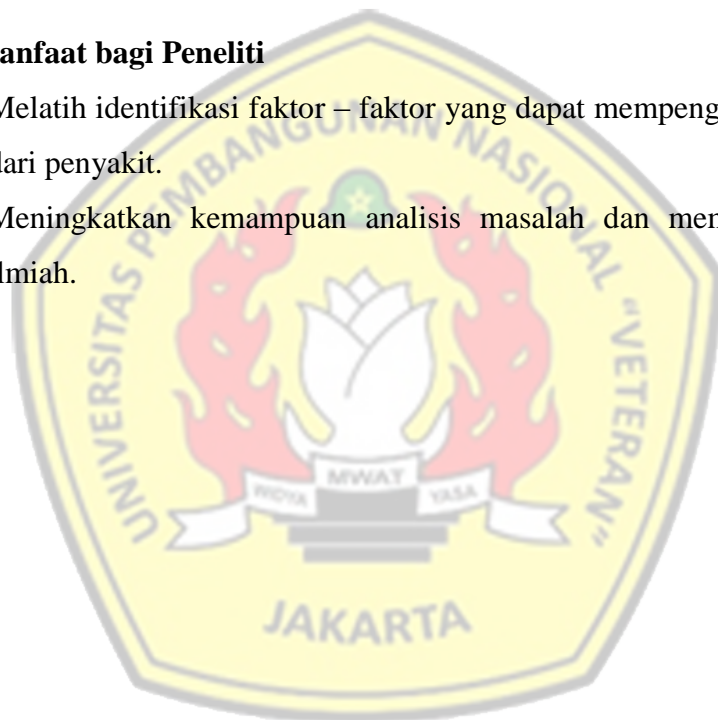 anfaat bagi Peneliti
Melatih identifikasi faktor – faktor yang dapat mempeng
dari penyakit.
Meningkatkan kemampuan analisis masalah dan men
lmiah.
UNIVERSITAS PEMBANGUNAN NASIONAL "VETERAN"
WIDYA MWAT YASA
JAKARTA